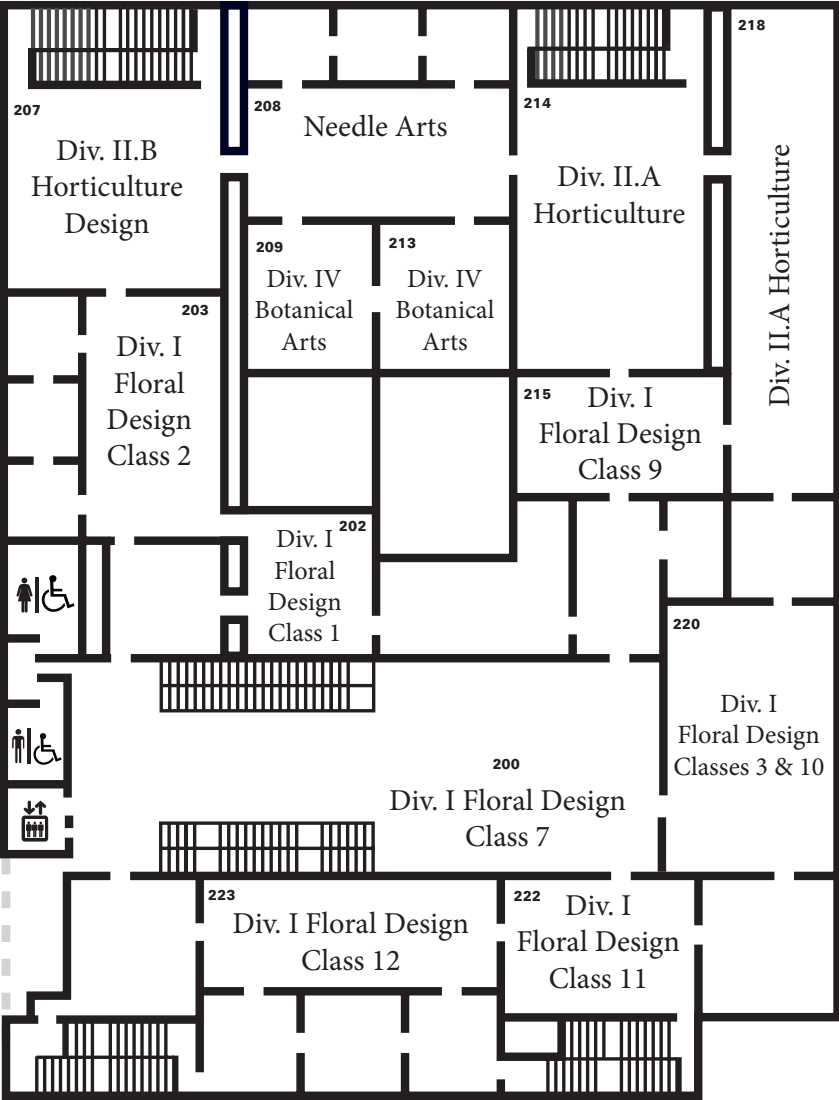 218
207
208
214
Needle Arts
Div. II.B
Horticulture
Design
Div. II.A
Horticulture
Div. II.A Horticulture
209
Div. IV
Botanical
Arts
213
Div. IV
Botanical
Arts
203
Div. I
Floral
Design
Class 2
215
Div. I
Floral Design
Class 9
202
Div. I
Floral
Design
Class 1
220
Div. I
Floral Design
Classes 3 & 10
200
Div. I Floral Design
Class 7
223
Div. I Floral Design
Class 12
222
Div. I
Floral Design
Class 11